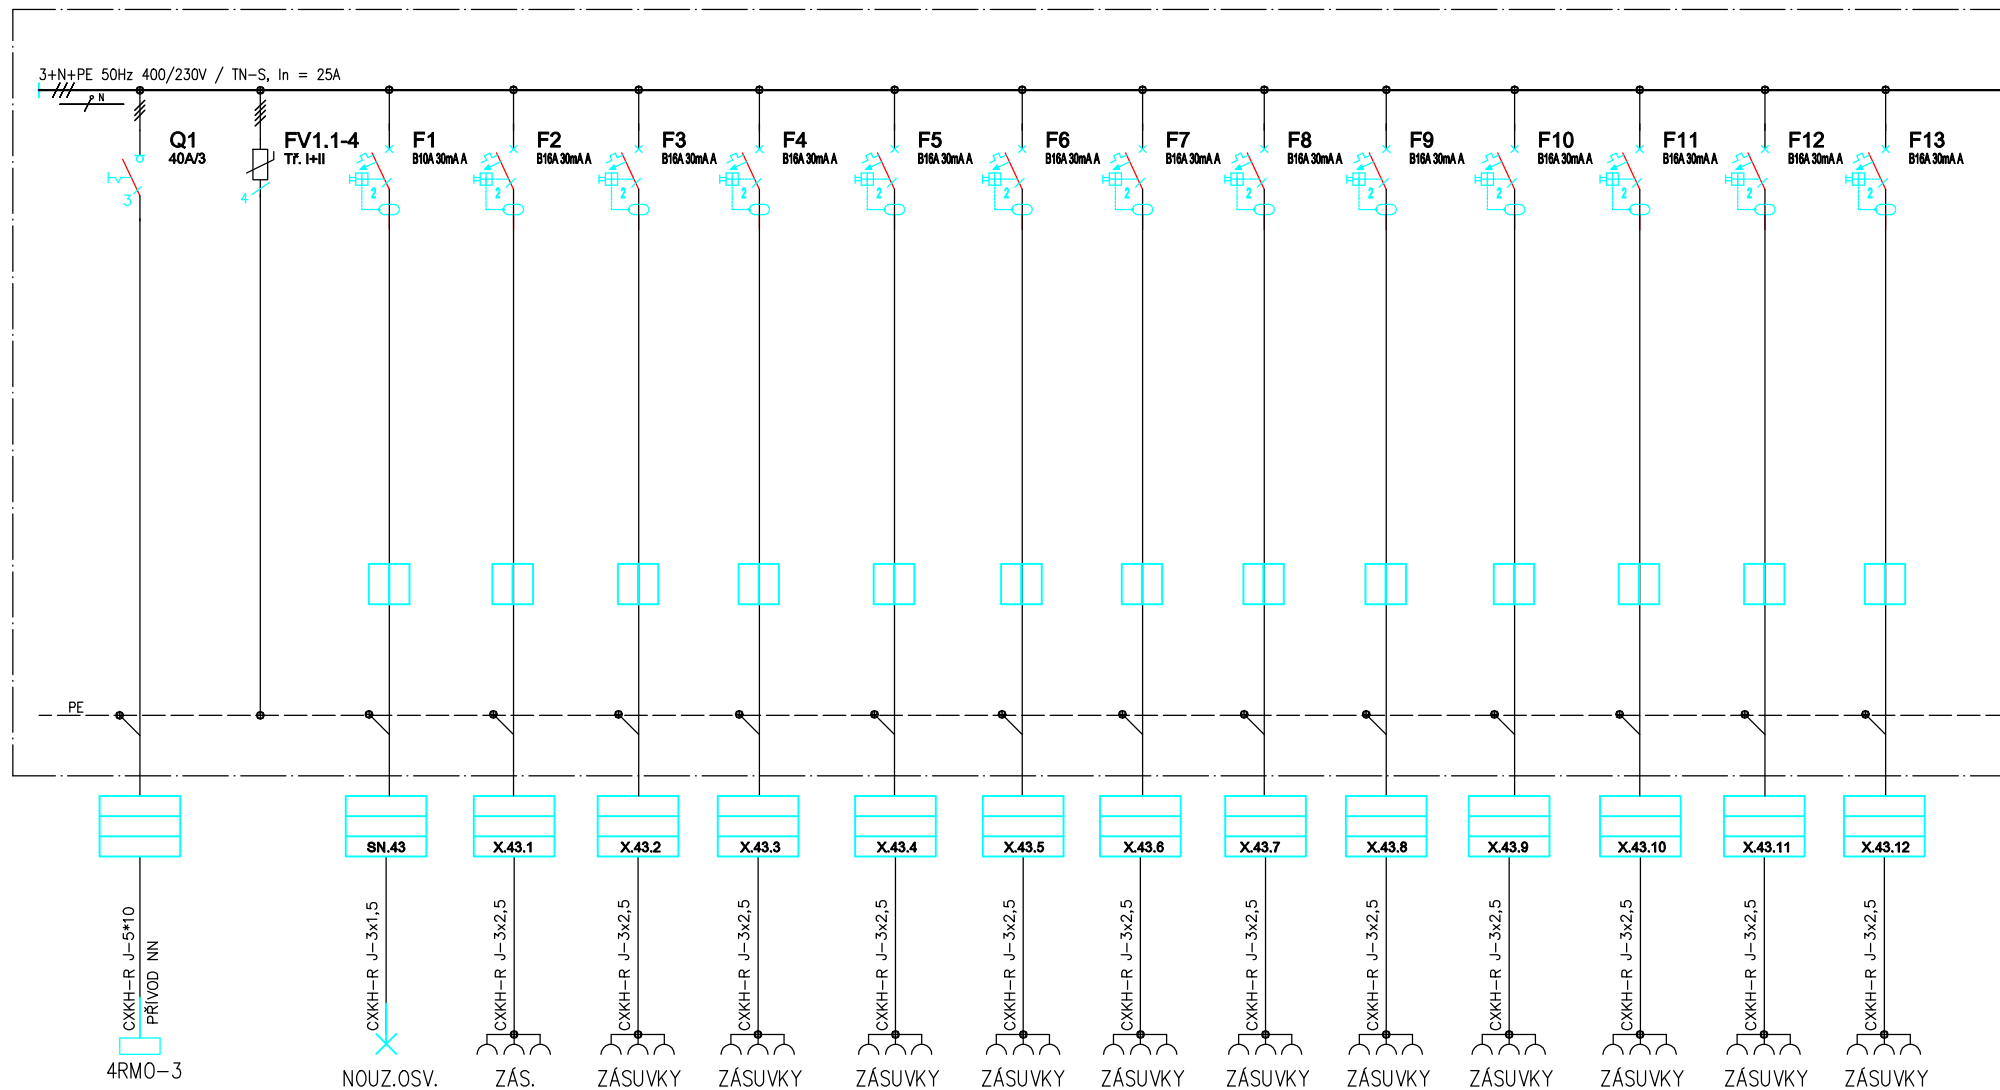 3+N+PE 50Hz 400/230V / TN-S, In = 25A
N
Q1
40A/3
3
FV1.1-4
Tř. I+II
4
F1
B10A 30mA A
2
F2
B16A 30mA A
2
F3
B16A 30mA A
2
F4
B16A 30mA A
2
F5
B16A 30mA A
2
F6
B16A 30mA A
2
F7
B16A 30mA A
2
F8
B16A 30mA A
2
F9
B16A 30mA A
2
F10
B16A 30mA A
2
F11
B16A 30mA A
2
F12
B16A 30mA A
2
F13
B16A 30mA A
2
PE
SN.43
X.43.1
X.43.2
X.43.3
X.43.4
X.43.5
X.43.6
X.43.7
X.43.8
X.43.9
X.43.10
X.43.11
X.43.12
CXKH-R J-5*10
PŘÍVOD NN
CXKH-R J-3x1,5
CXKH-R J-3x2,5
CXKH-R J-3x2,5
CXKH-R J-3x2,5
CXKH-R J-3x2,5
CXKH-R J-3x2,5
CXKH-R J-3x2,5
CXKH-R J-3x2,5
CXKH-R J-3x2,5
CXKH-R J-3x2,5
CXKH-R J-3x2,5
CXKH-R J-3x2,5
CXKH-R J-3x2,5
4RMO-3
NOUZ.OSV.
ZÁS.
ZÁSUVKY
ZÁSUVKY
ZÁSUVKY
ZÁSUVKY
ZÁSUVKY
ZÁSUVKY
ZÁSUVKY
ZÁSUVKY
ZÁSUVKY
ZÁSUVKY
ZÁSUVKY